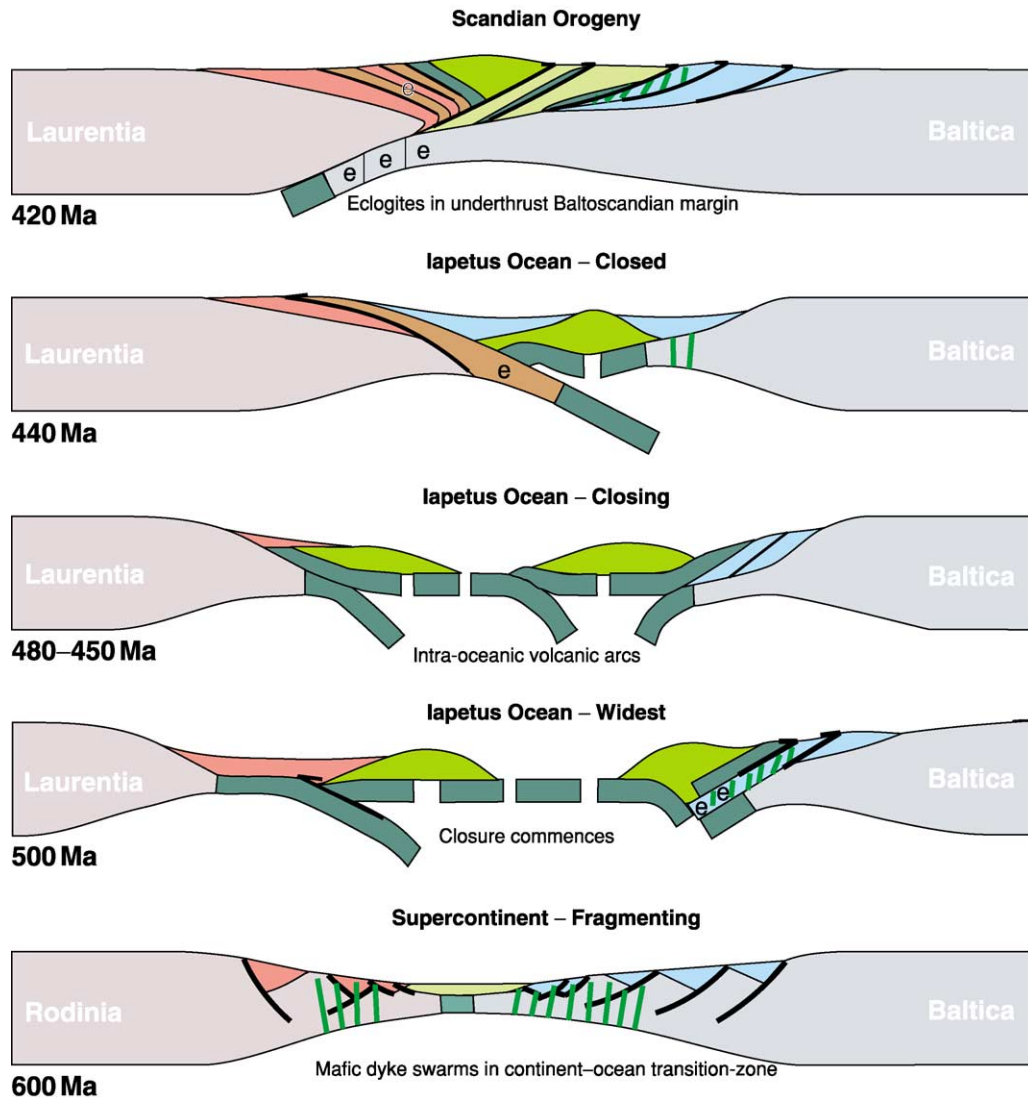 Scandian Orogeny
e
Laurentia
Baltica
e e e
420 Ma
Eclogites in underthrust Baltoscandian margin
Iapetus Ocean – Closed
Laurentia
Baltica
e
440 Ma
Iapetus Ocean – Closing
Laurentia
Baltica
480–450 Ma
Intra-oceanic volcanic arcs
Iapetus Ocean – Widest
Laurentia
Baltica
e e
Closure commences
500 Ma
Supercontinent – Fragmenting
Rodinia
Baltica
Mafic dyke swarms in continent–ocean transition-zone
600 Ma